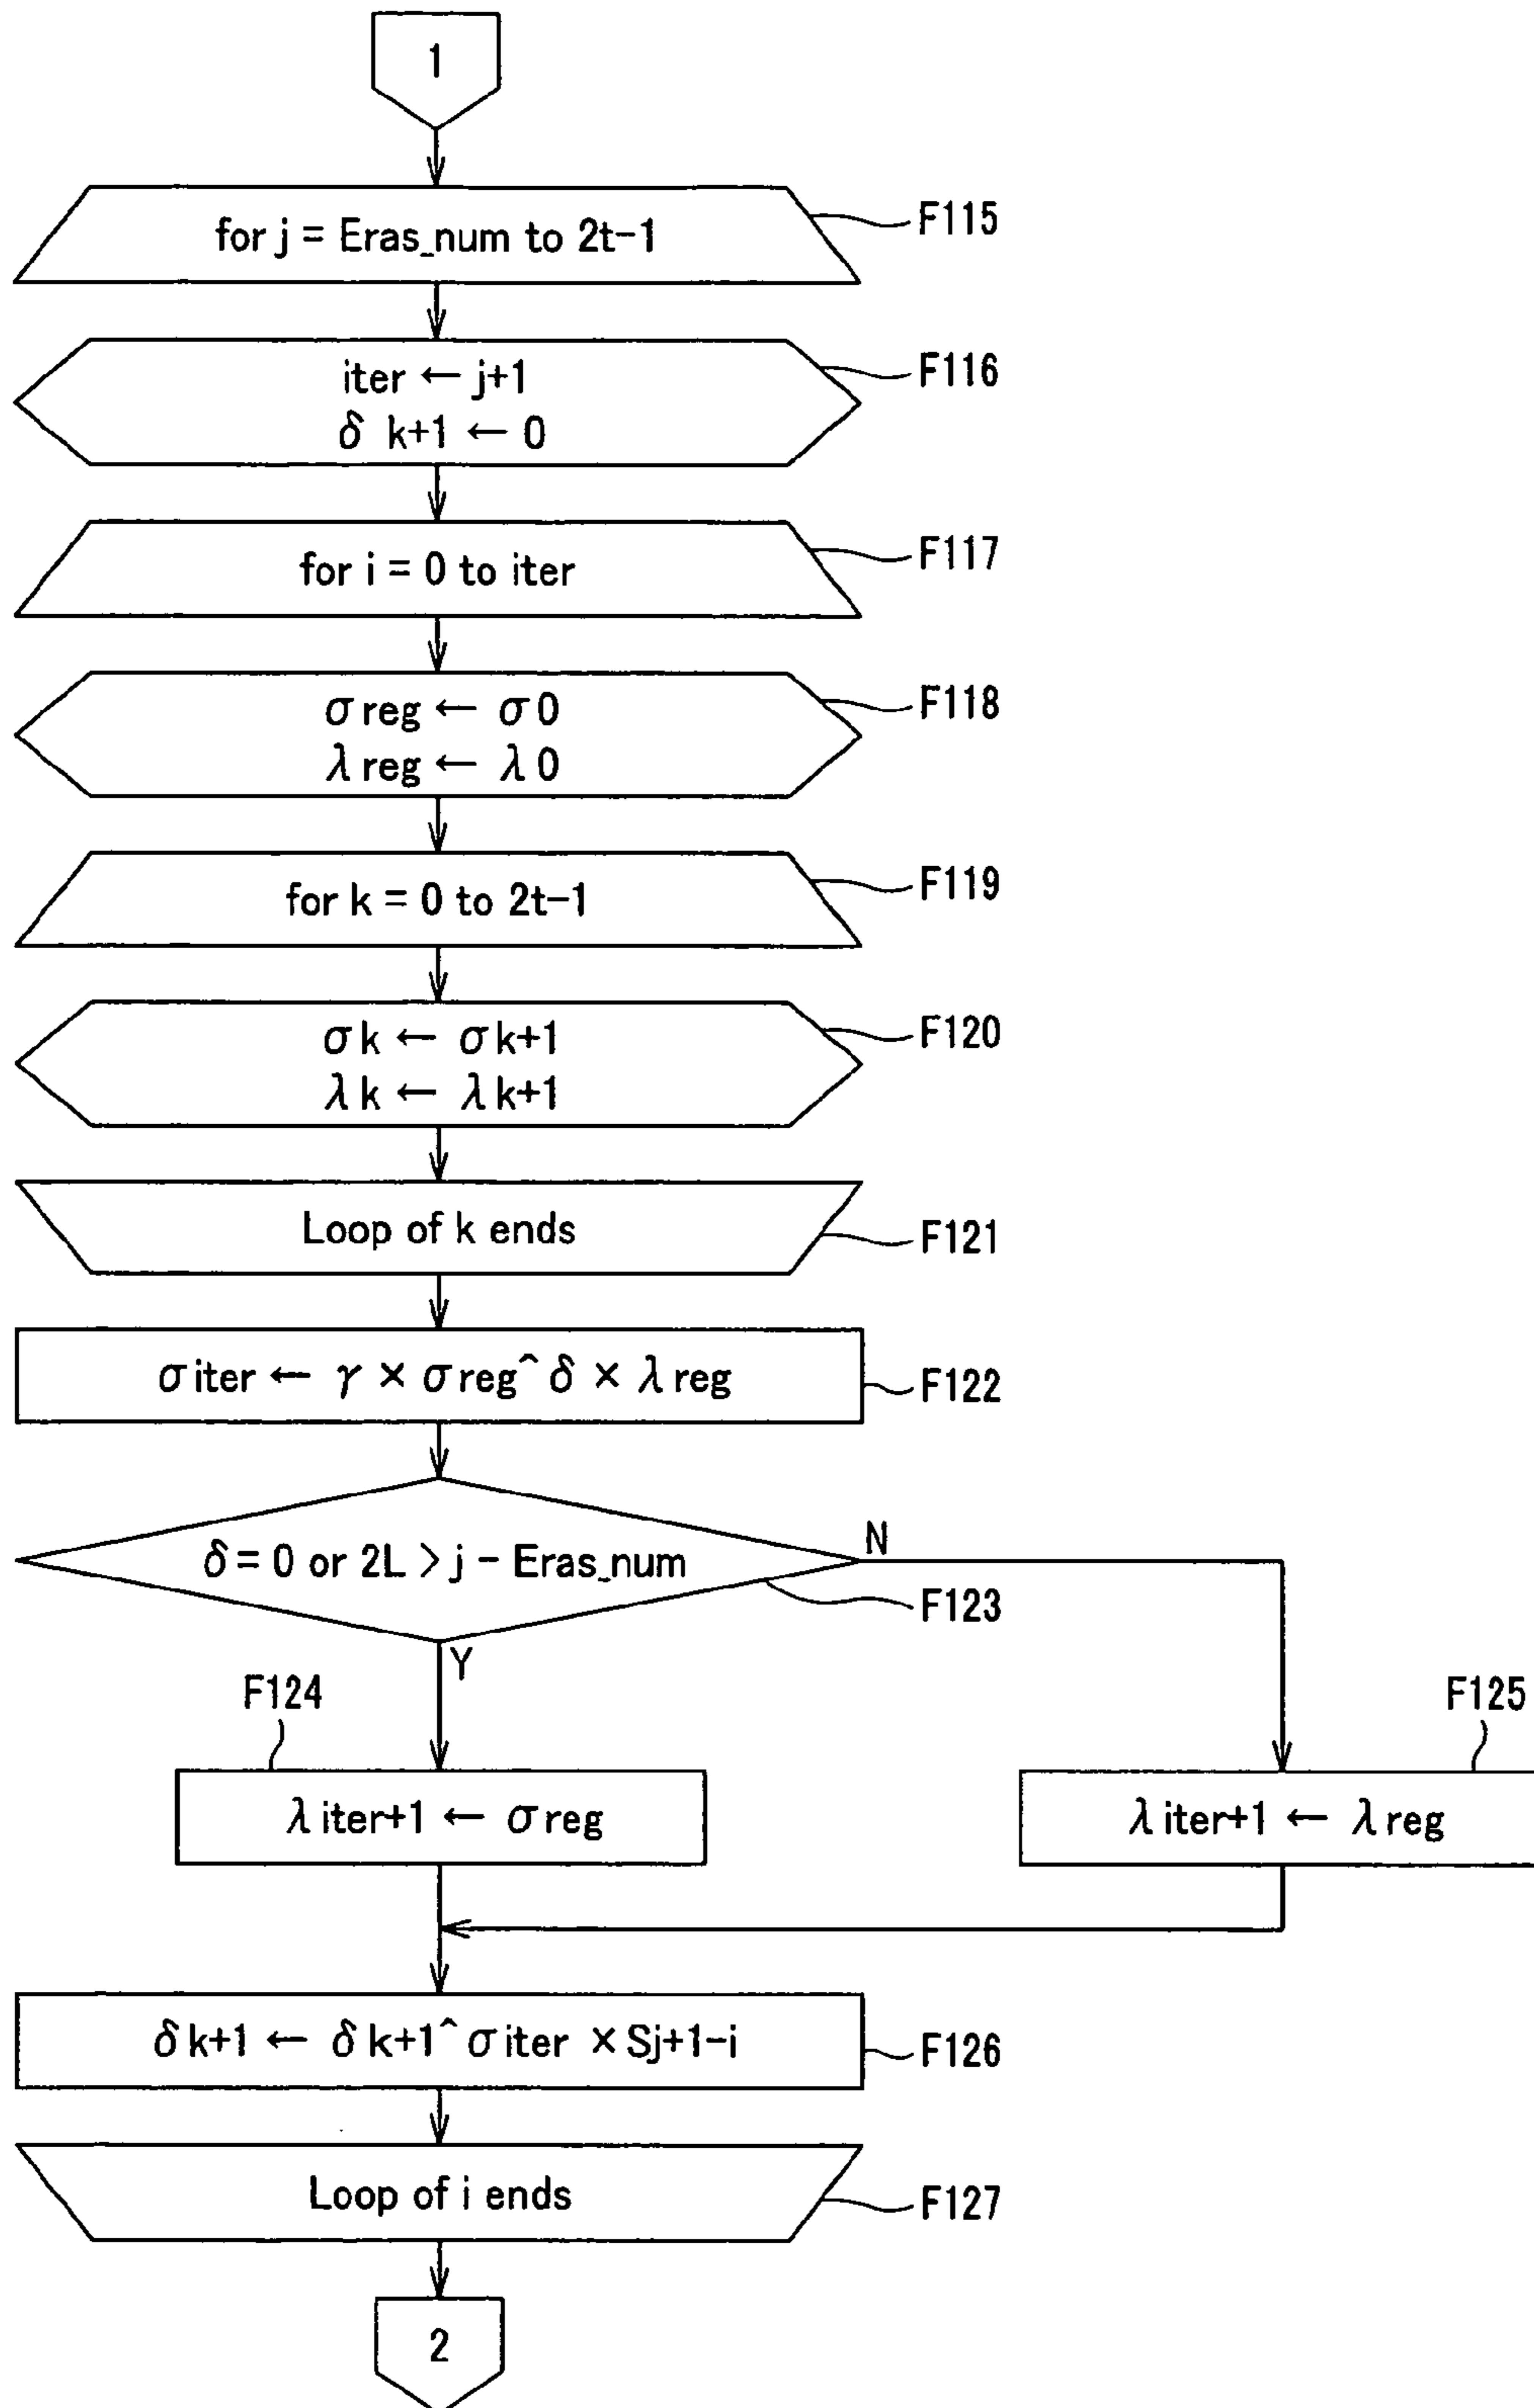 1
for j = Eras_num to 2t-1
F115
iter ← j+1
F116
δ k+1 ← 0
for i = 0 to iter
F117
σ reg ← σ 0
F118
λ reg ← λ 0
for k = 0 to 2t-1
F119
σ k ← σ k+1
F120
λ k ← λ k+1
Loop of k ends
F121
σ iter ← γ × σ reg^ δ × λ reg
F122
δ = 0 or 2L > j - Eras_num
N
F123
Y
F124
F125
λ iter+1 ← σ reg
λ iter+1 ← λ reg
δ k+1 ← δ k+1^ σ iter × Sj+1-i
F126
Loop of i ends
F127
2